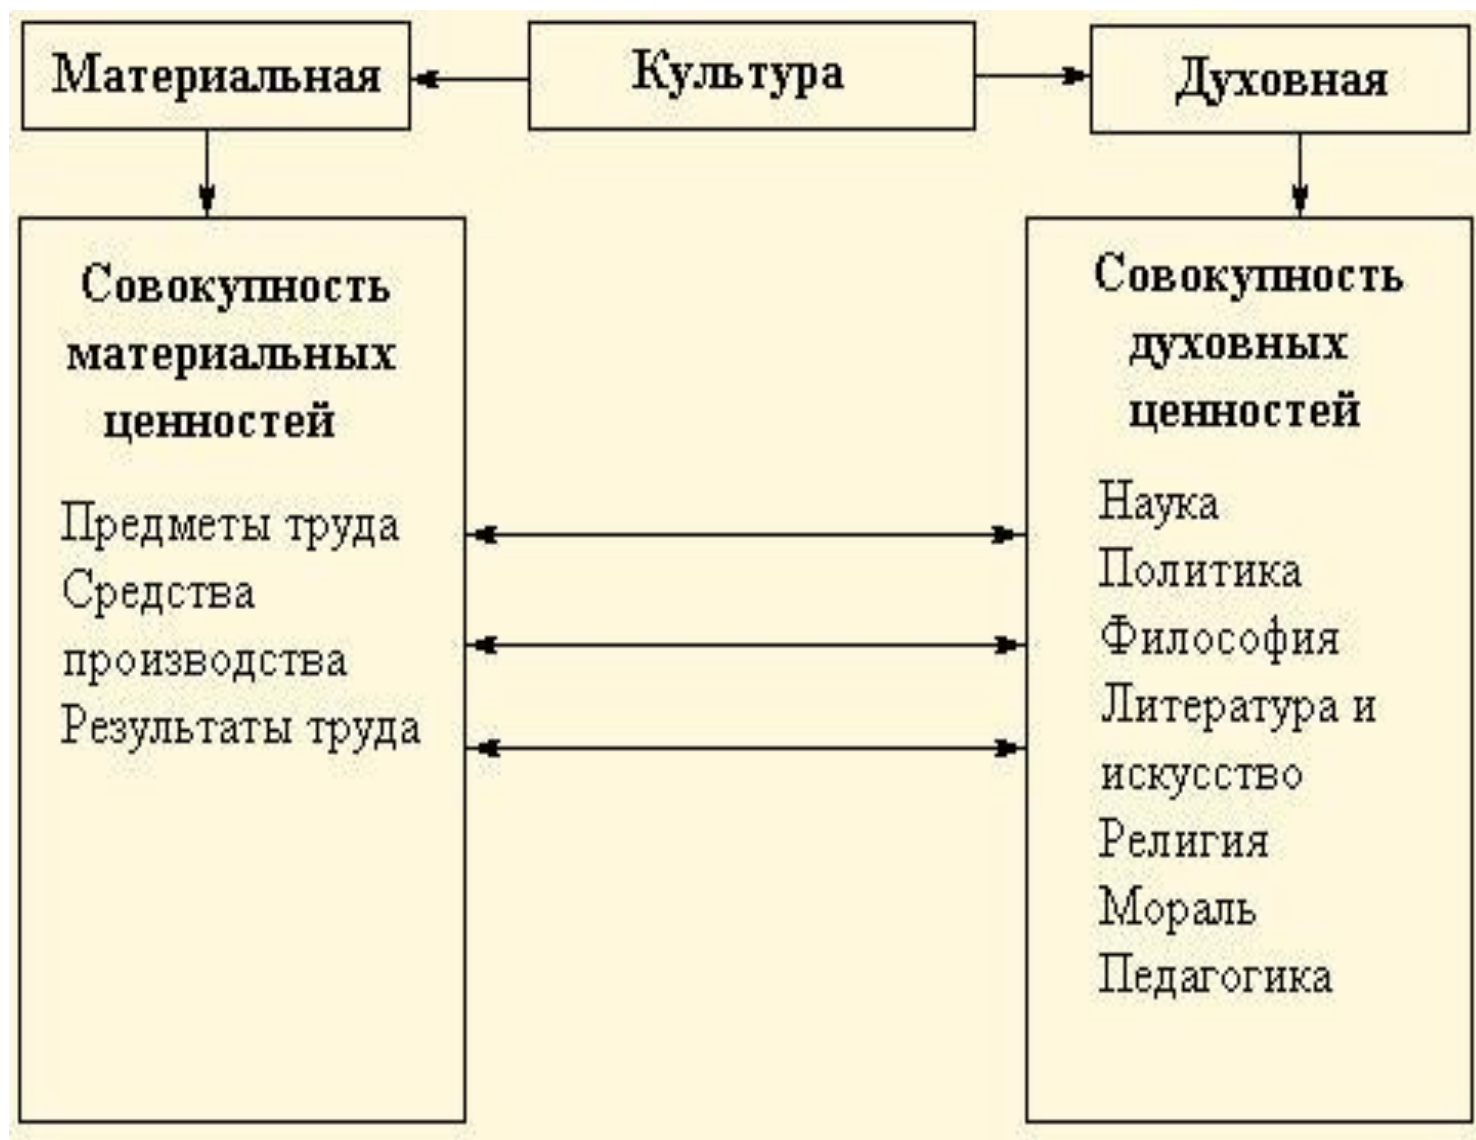 Материальная
Культура
Духовная
Совокупность
материальных
ценностей
Предметы труда
Средства
производства
Результаты труда
Совокупность
духовных
ценностей
Наука
Политика
Философия
Литература и
искусство
Религия
Мораль
Педагогика